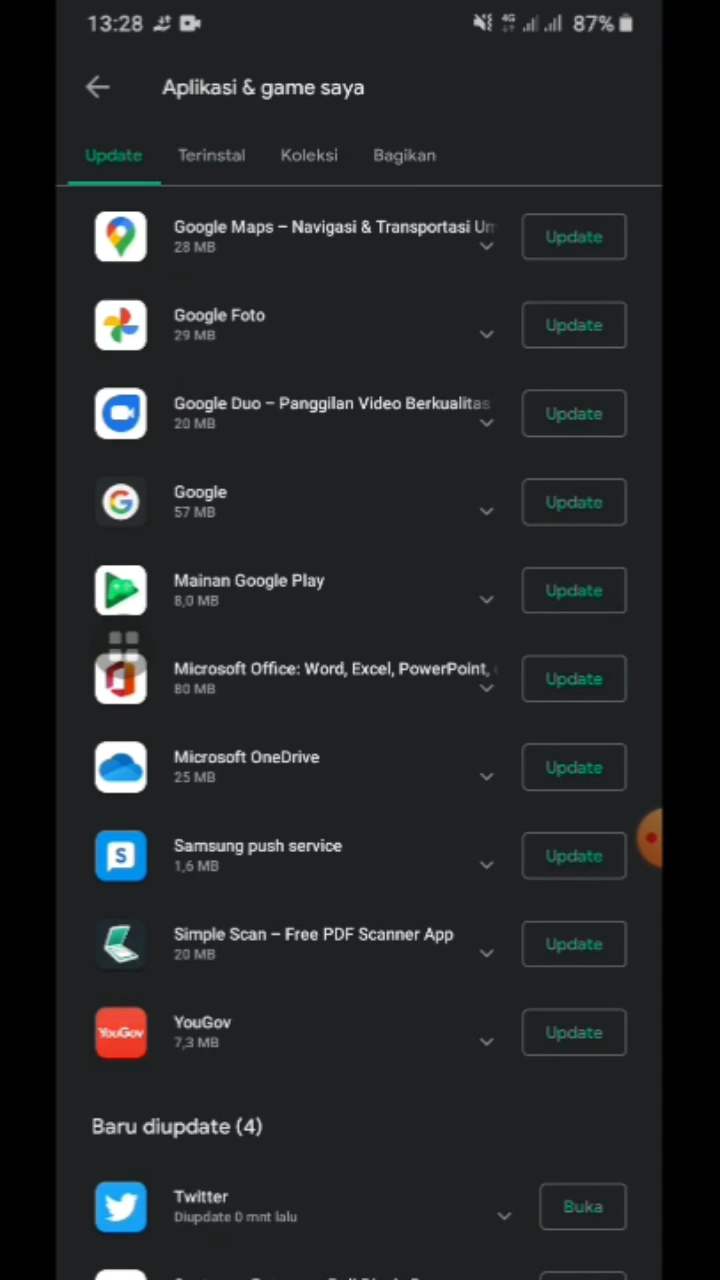 13:28 4G 87%
Aplikasi & game saya
Update Terinstal Koleksi Bagikan
Google Maps – Navigasi & Transportasi Um
28 MB
Update
Google Foto
29 MB
Update
Google Duo – Panggilan Video Berkualitas
20 MB
Update
Google
57 MB
Update
Mainan Google Play
8,0 MB
Update
Microsoft Office: Word, Excel, PowerPoint,
80 MB
Update
Microsoft OneDrive
25 MB
Update
Samsung push service
1,6 MB
Update
Simple Scan – Free PDF Scanner App
20 MB
Update
YouGov
YouGov
7,3 MB
Update
Baru diupdate (4)
Twitter
Diupdate 0 mnt lalu
Buka